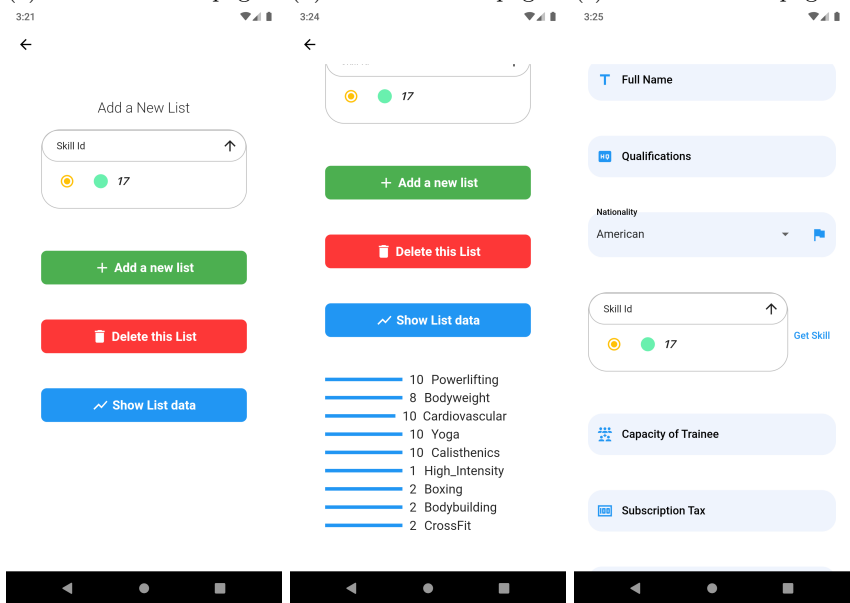 3:21
Add a New List
Skill Id
17
+ Add a new list
Delete this List
Show List data
3:24
17
+ Add a new list
Delete this List
Show List data
10 Powerlifting
8 Bodyweight
10 Cardiovascular
10 Yoga
10 Calisthenics
1 High_Intensity
2 Boxing
2 Bodybuilding
2 CrossFit
3:25
Full Name
HQ Qualifications
Nationality
American
Skill Id
17
Get Skill
Capacity of Trainee
Subscription Tax